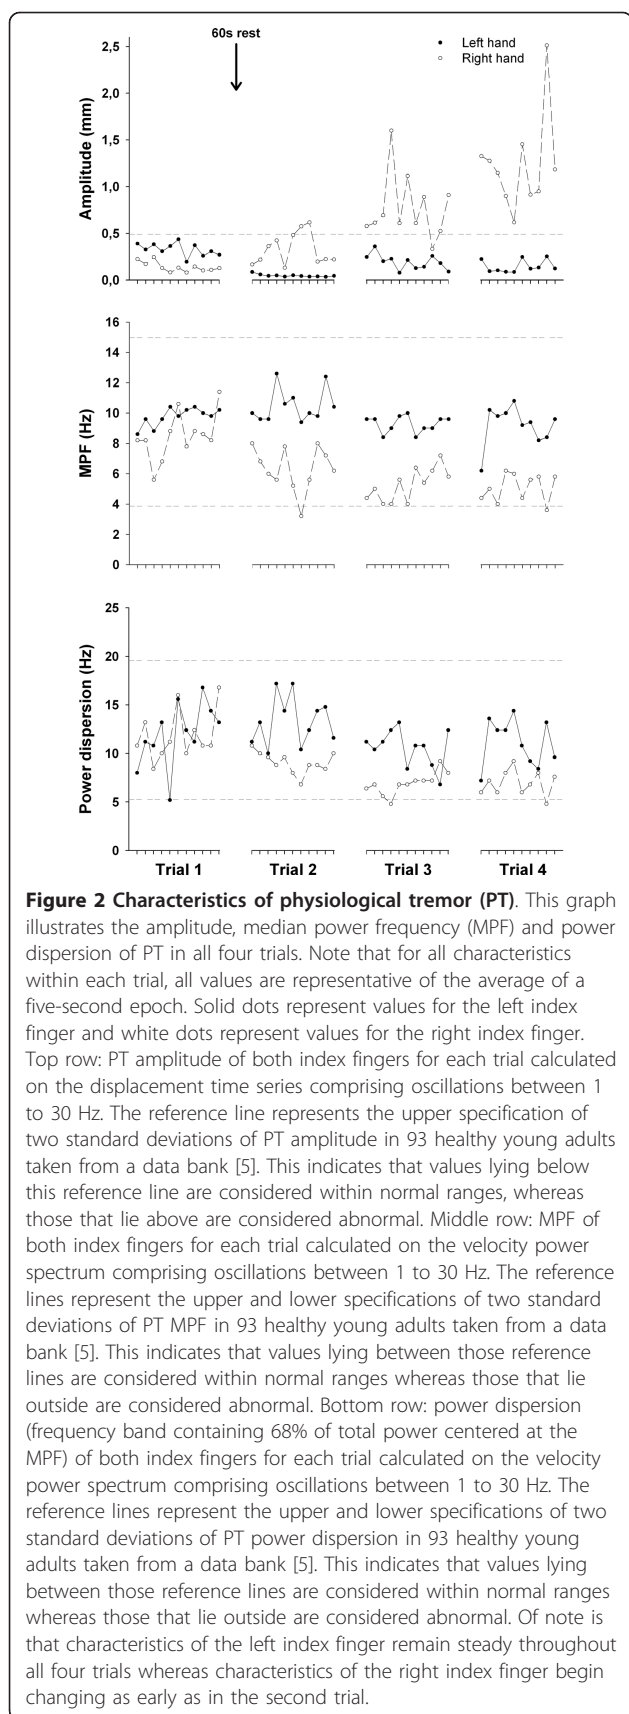 60s rest
Left hand
Right hand
2,5
2,0
1,5
1,0
0,5
0,0
Amplitude (mm)
16
14
12
10
8
6
4
2
0
MPF (Hz)
25
20
15
10
5
0
Power dispersion (Hz)
Trial 1 Trial 2 Trial 3 Trial 4
Figure 2 Characteristics of physiological tremor (PT). This graph
illustrates the amplitude, median power frequency (MPF) and power
dispersion of PT in all four trials. Note that for all characteristics
within each trial, all values are representative of the average of a
five-second epoch. Solid dots represent values for the left index
finger and white dots represent values for the right index finger.
Top row: PT amplitude of both index fingers for each trial calculated
on the displacement time series comprising oscillations between 1
to 30 Hz. The reference line represents the upper specification of
two standard deviations of PT amplitude in 93 healthy young adults
taken from a data bank [5]. This indicates that values lying below
this reference line are considered within normal ranges, whereas
those that lie above are considered abnormal. Middle row: MPF of
both index fingers for each trial calculated on the velocity power
spectrum comprising oscillations between 1 to 30 Hz. The reference
lines represent the upper and lower specifications of two standard
deviations of PT MPF in 93 healthy young adults taken from a data
bank [5]. This indicates that values lying between those reference
lines are considered within normal ranges whereas those that lie
outside are considered abnormal. Bottom row: power dispersion
(frequency band containing 68% of total power centered at the
MPF) of both index fingers for each trial calculated on the velocity
power spectrum comprising oscillations between 1 to 30 Hz. The
reference lines represent the upper and lower specifications of two
standard deviations of PT power dispersion in 93 healthy young
adults taken from a data bank [5]. This indicates that values lying
between those reference lines are considered within normal ranges
whereas those that lie outside are considered abnormal. Of note is
that characteristics of the left index finger remain steady throughout
all four trials whereas characteristics of the right index finger begin
changing as early as in the second trial.